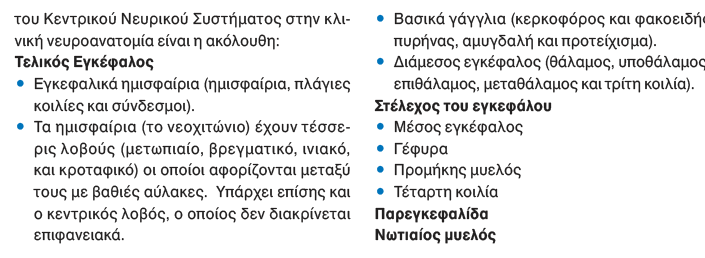 του Κεντρικού Νευρικού Συστήματος στην κλι-
νική νευροανατομία είναι η ακόλουθη:
Τελικός Εγκέφαλος
• Εγκεφαλικά ημισφαίρια (ημισφαίρια, πλάγιες
κοιλίες και σύνδεσμοι).
• Τα ημισφαίρια (το νεοχιτώνιο) έχουν τέσσε-
ρις λοβούς (μετωπιαίο, βρεγματικό, ινιακό,
και κροταφικό) οι οποίοι αφορίζονται μεταξύ
τους με βαθιές αύλακες. Υπάρχει επίσης και
ο κεντρικός λοβός, ο οποίος δεν διακρίνεται
επιφανειακά.
• Βασικά γάγγλια (κερκοφόρος και φακοειδής
πυρήνας, αμυγδαλή και προτείχισμα).
• Διάμεσος εγκέφαλος (θάλαμος, υποθάλαμος
επιθάλαμος, μεταθάλαμος και τρίτη κοιλία).
Στέλεχος του εγκεφάλου
• Μέσος εγκέφαλος
• Γέφυρα
• Προμήκης μυελός
• Τέταρτη κοιλία
Παρεγκεφαλίδα
Νωτιαίος μυελός